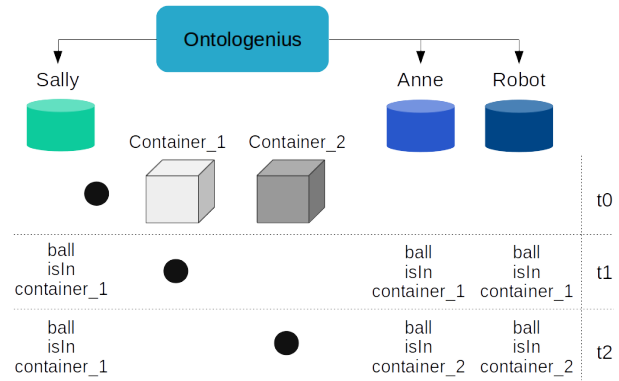 Ontologenius
Sally
Anne
Robot
Container_1
Container_2
t0
ball
isIn
container_1
ball
isIn
container_1
ball
isIn
container_1
t1
ball
isIn
container_1
ball
isIn
container_2
ball
isIn
container_2
t2